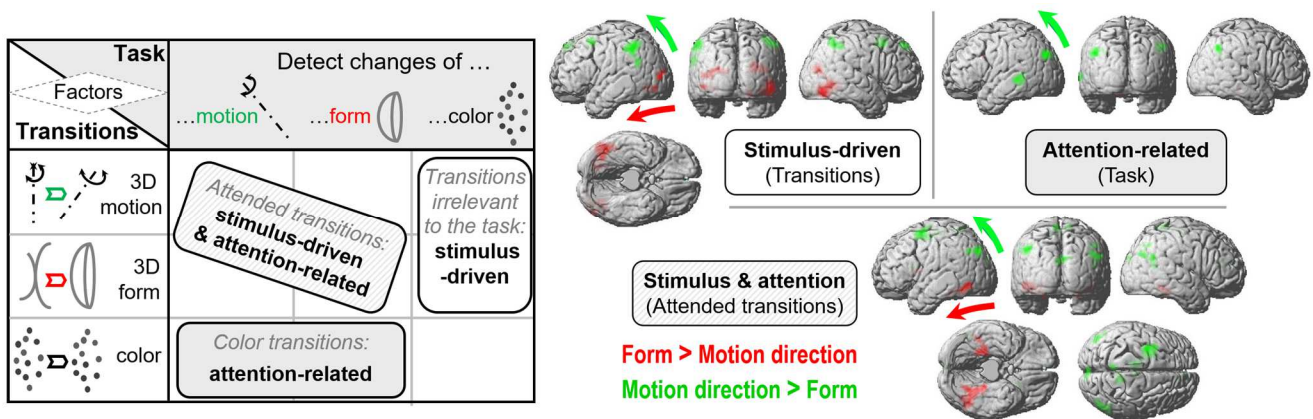 Task
Factors
Transitions
Detect changes of …
…motion
…form
…color
3D
motion
3D
form
color
Attended transitions:
stimulus-driven
& attention-related
Transitions
irrelevant
to the task:
stimulus
-driven
Color transitions:
attention-related
Stimulus-driven
(Transitions)
Attention-related
(Task)
Stimulus & attention
(Attended transitions)
Form > Motion direction
Motion direction > Form